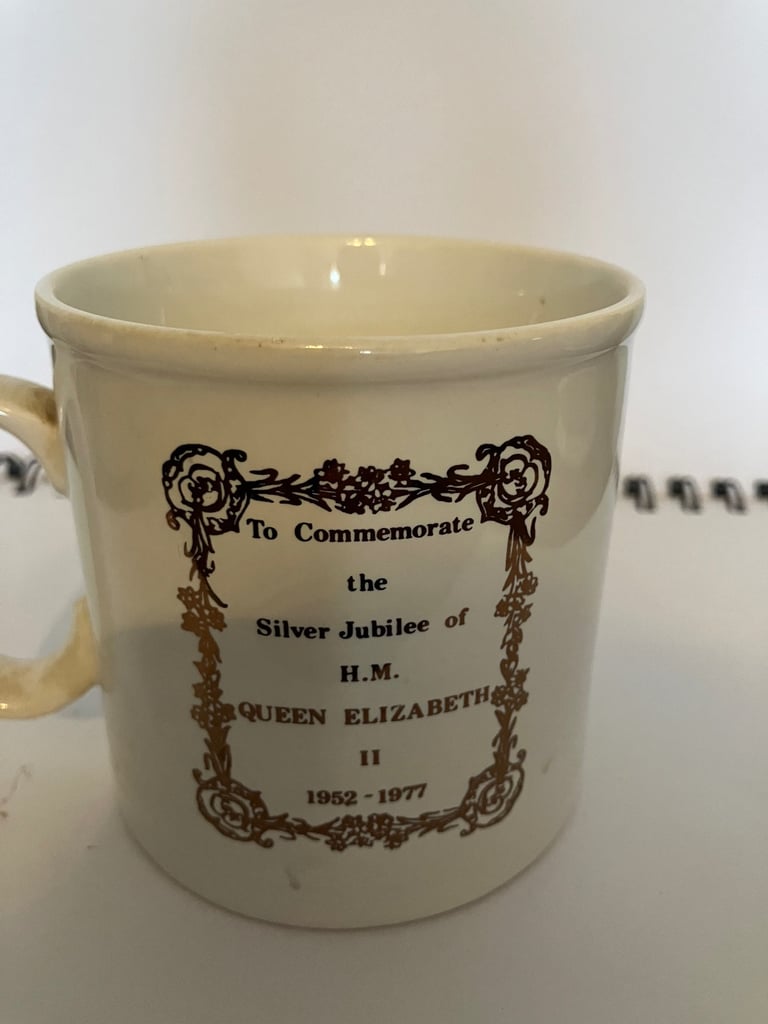 To Commemorate
the
Silver Jubilee of
H.M.
QUEEN ELIZABETH
II
1952 - 1977